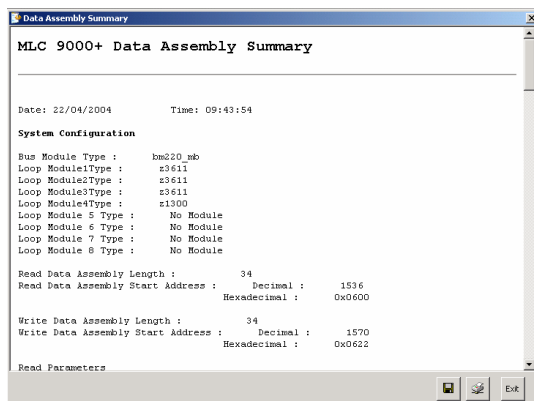 Data Assembly Summary
MLC 9000+ Data Assembly Summary
Date: 22/04/2004 Time: 09:43:54
System Configuration
Bus Module Type : bm220_mb
Loop Module1Type : z3611
Loop Module2Type : z3611
Loop Module3Type : z3611
Loop Module4Type : z1300
Loop Module 5 Type : No Module
Loop Module 6 Type : No Module
Loop Module 7 Type : No Module
Loop Module 8 Type : No Module
Read Data Assembly Length : 34
Read Data Assembly Start Address : Decimal : 1536
Hexadecimal : 0x0600
Write Data Assembly Length : 34
Write Data Assembly Start Address : Decimal : 1570
Hexadecimal : 0x0622
Read Parameters
Exit